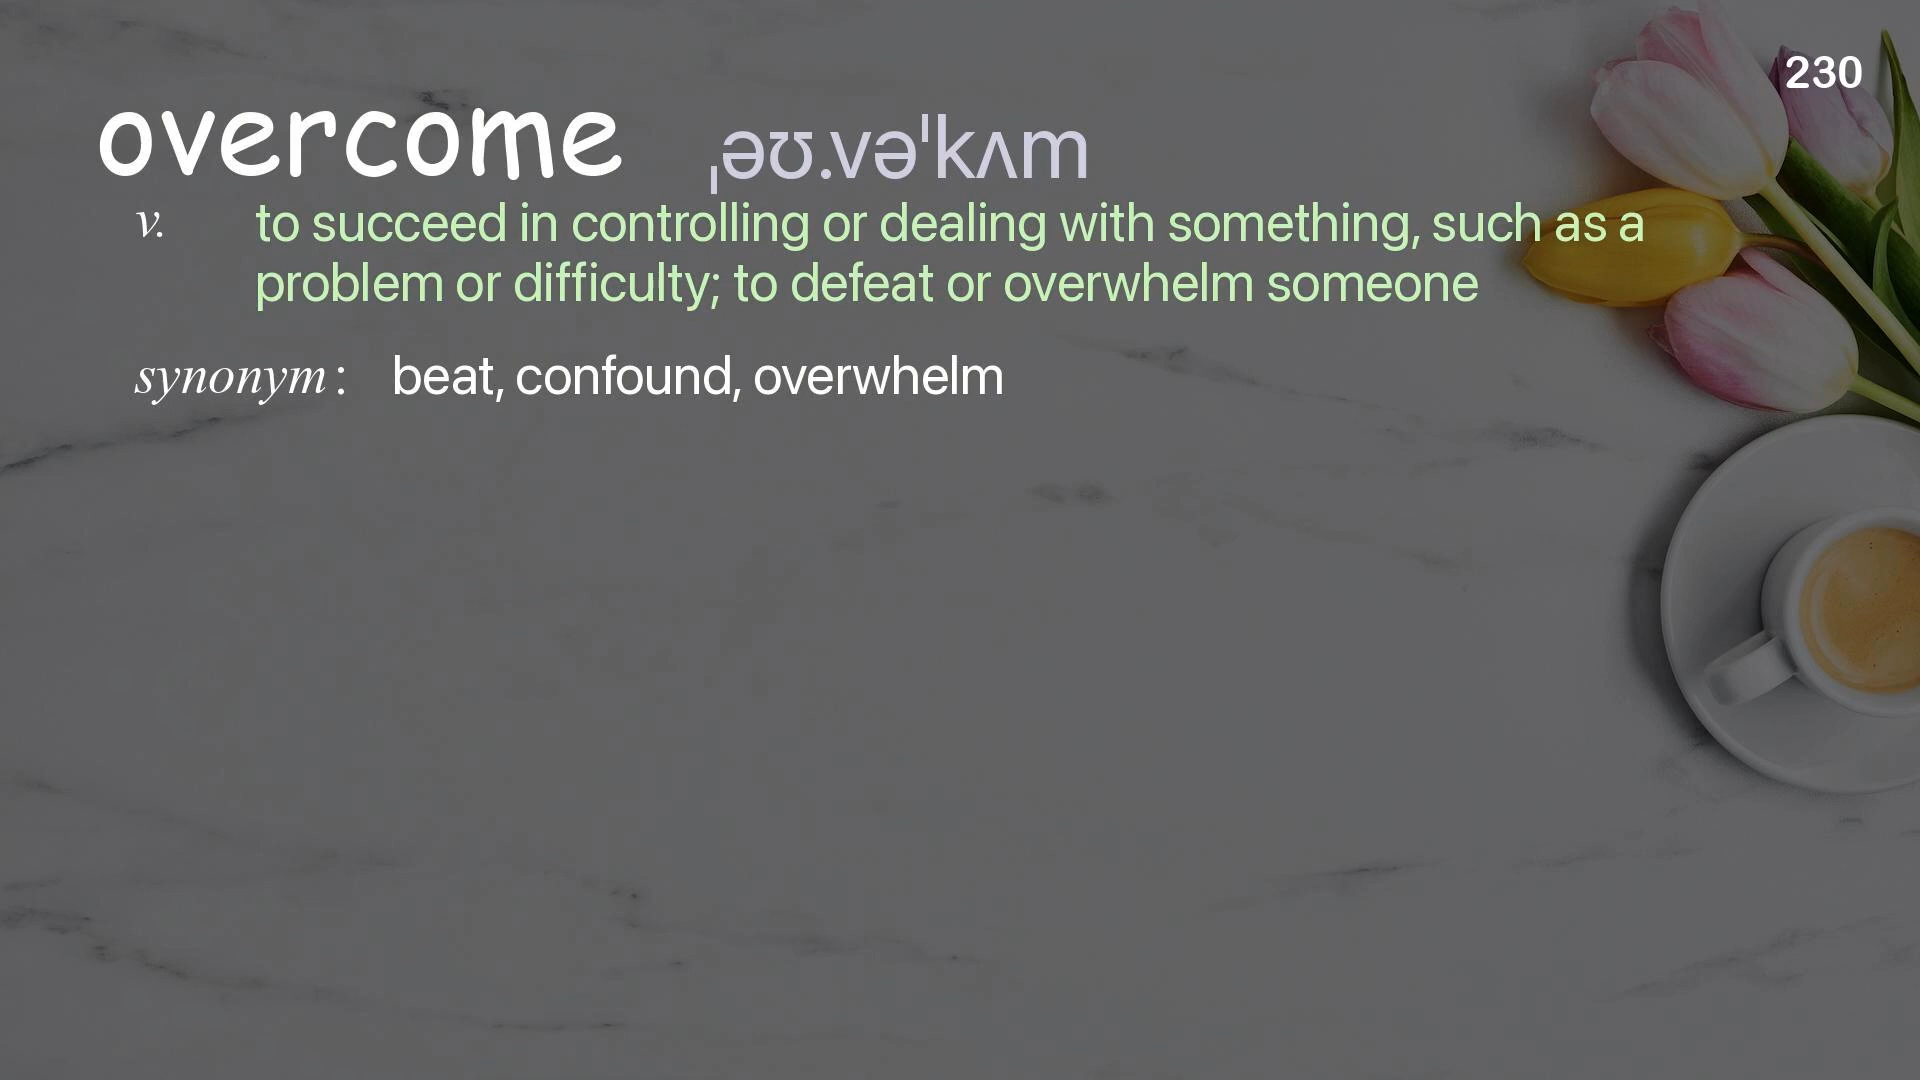 230
overcome ˌəʊ.vəˈkʌm
v. to succeed in controlling or dealing with something, such as a
problem or difficulty; to defeat or overwhelm someone
synonym : beat, confound, overwhelm